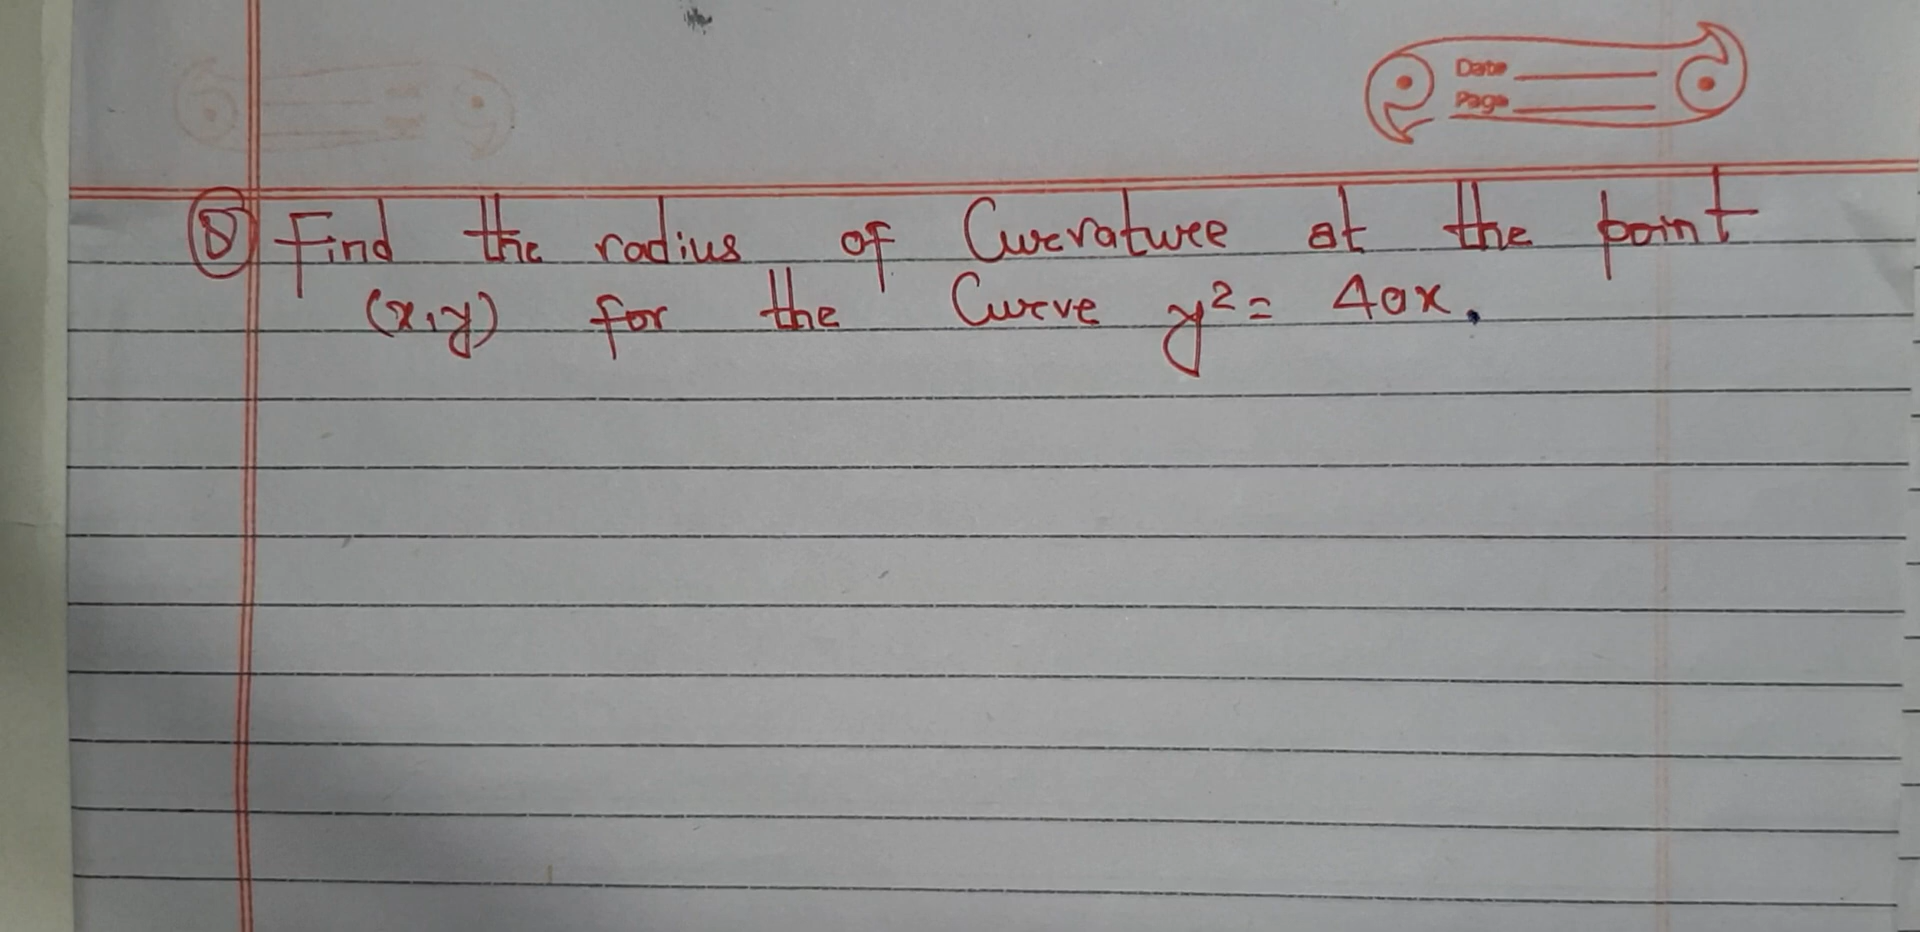 Date
Page
⑧ Find the radius of Curvature at the point
(x,y) for the Curve y² = 4ax.